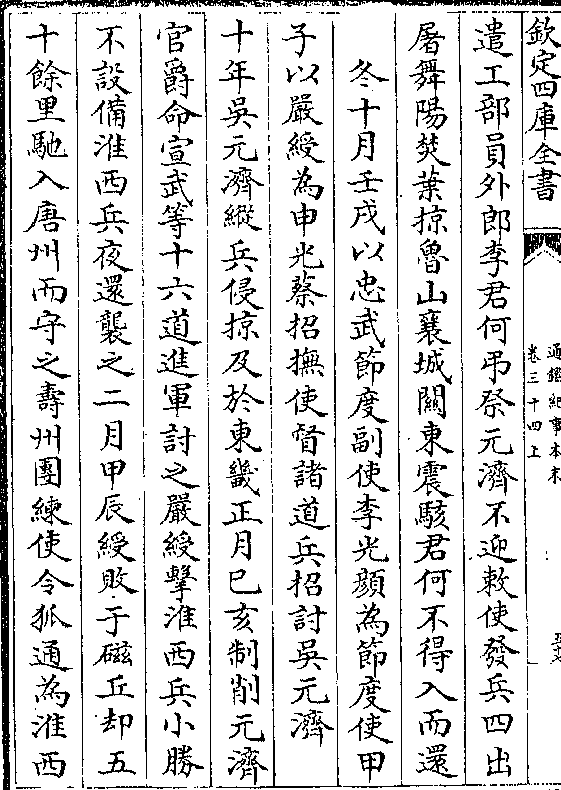 欽定四庫全書
通鑑紀事本末
卷三十四上
遣工部員外郎李君何弔祭元濟不迎敕使發兵四出
屠舞陽焚葉掠魯山襄城關東震駭君何不得入而還
冬十月壬戌以忠武節度副使李光顔為節度使甲
子以嚴綬為申光蔡招撫使督諸道兵招討吳元濟
十年吳元濟縱兵侵掠及於東畿正月己亥制削元濟
官爵命宣武等十六道進軍討之嚴綬擊淮西兵小勝
不設備淮西兵夜還襲之二月甲辰綬敗于磁丘却五
十餘里馳入唐州而守之壽州團練使令狐通為淮西